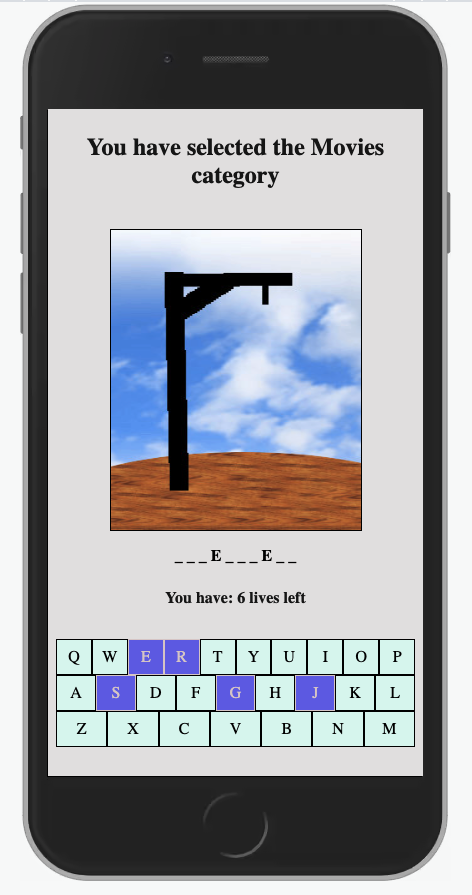 You have selected the Movies
category
_ _ _ E _ _ _ E _ _
You have: 6 lives left
Q W E R T Y U I O P
A S D F G H J K L
Z X C V B N M